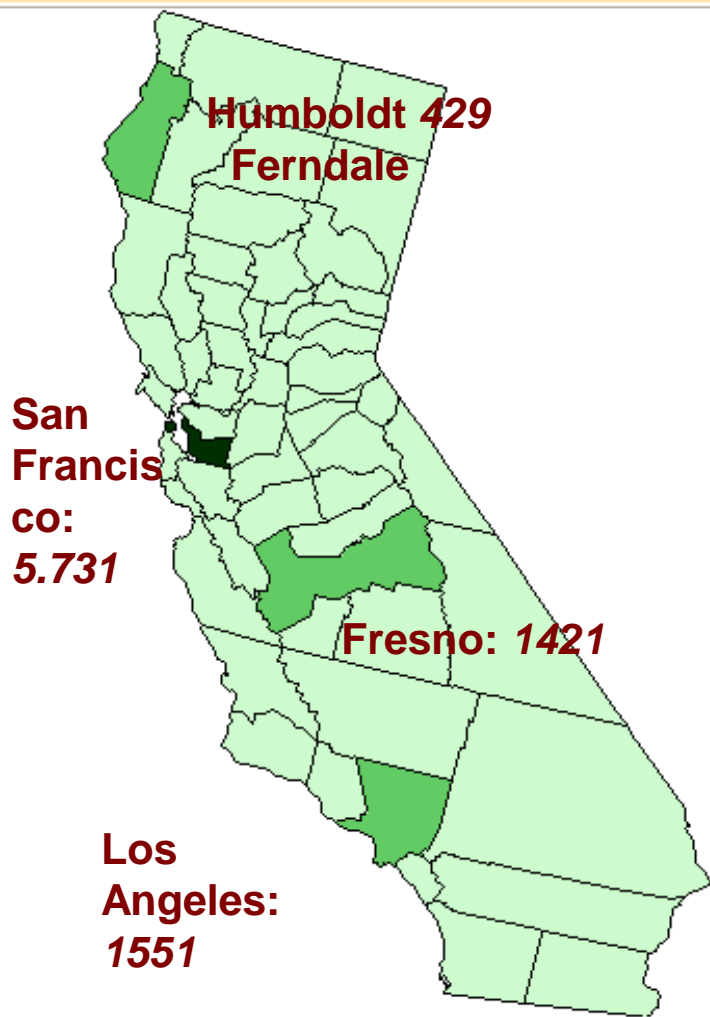 Humboldt 429
Ferndale
San
Francis
co:
5.731
Fresno: 1421
Los
Angeles:
1551